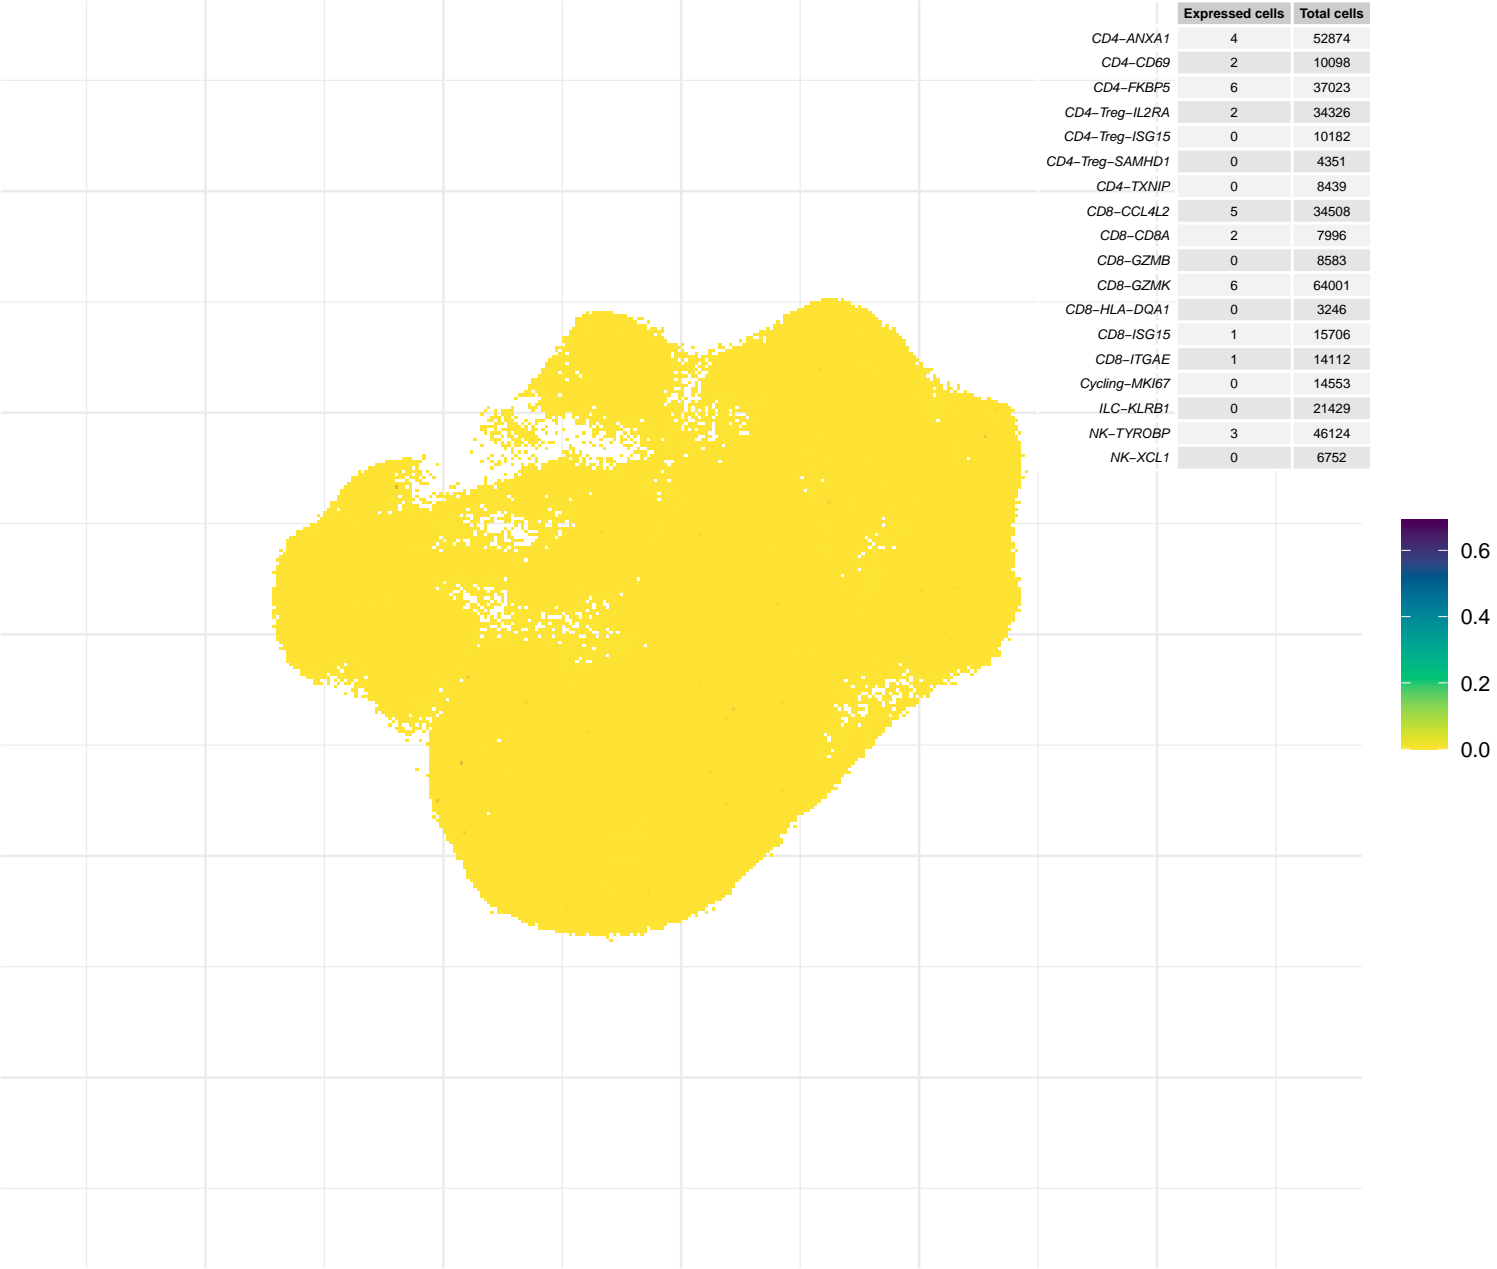 Expressed cells Total cells
CD4−ANXA1 4 52874
CD4−CD69 2 10098
CD4−FKBP5 6 37023
CD4−Treg−IL2RA 2 34326
CD4−Treg−ISG15 0 10182
CD4−Treg−SAMHD1 0 4351
CD4−TXNIP 0 8439
CD8−CCL4L2 5 34508
CD8−CD8A 2 7996
CD8−GZMB 0 8583
CD8−GZMK 6 64001
CD8−HLA−DQA1 0 3246
CD8−ISG15 1 15706
CD8−ITGAE 1 14112
Cycling−MKI67 0 14553
ILC−KLRB1 0 21429
NK−TYROBP 3 46124
NK−XCL1 0 6752
0.6
0.4
0.2
0.0